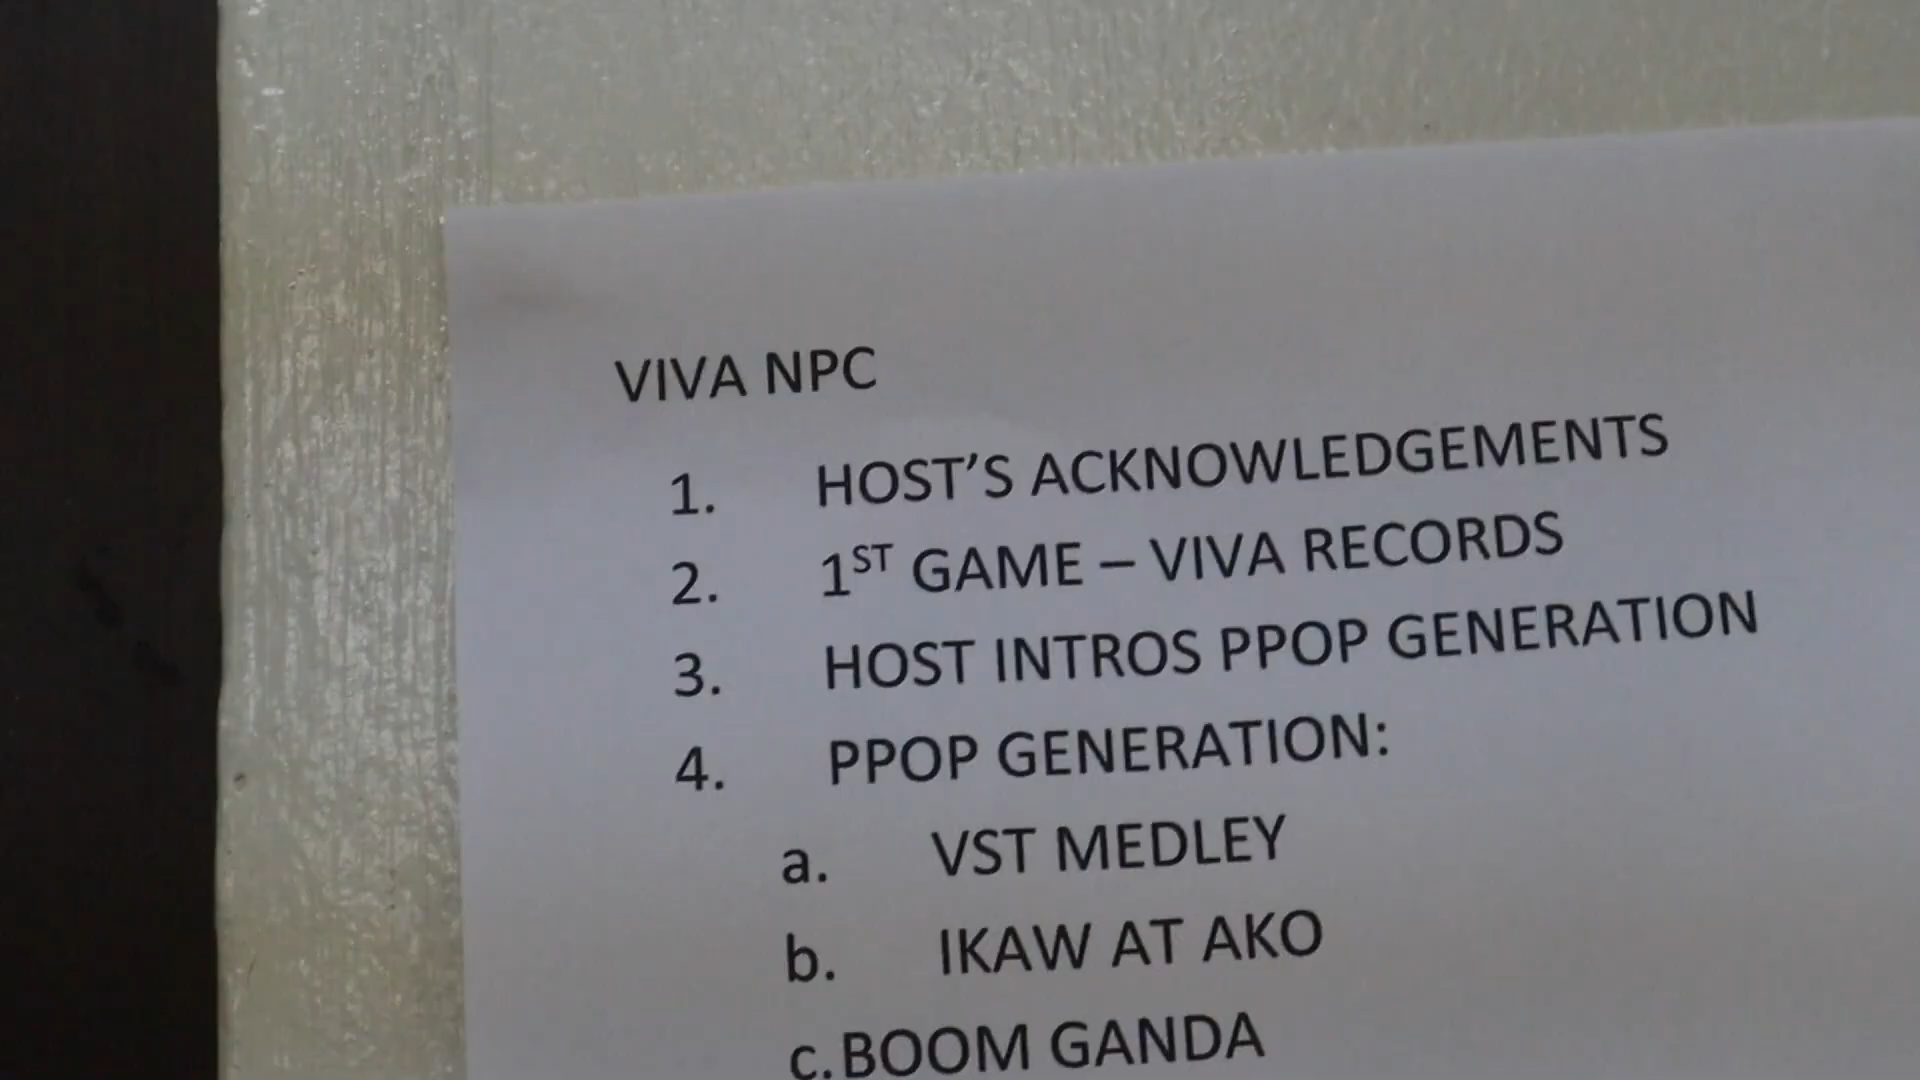 VIVA NPC
1. HOST'S ACKNOWLEDGEMENTS
2. 1ST GAME – VIVA RECORDS
3. HOST INTROS PPOP GENERATION
4. PPOP GENERATION:
a. VST MEDLEY
b. IKAW AT AKO
c. BOOM GANDA